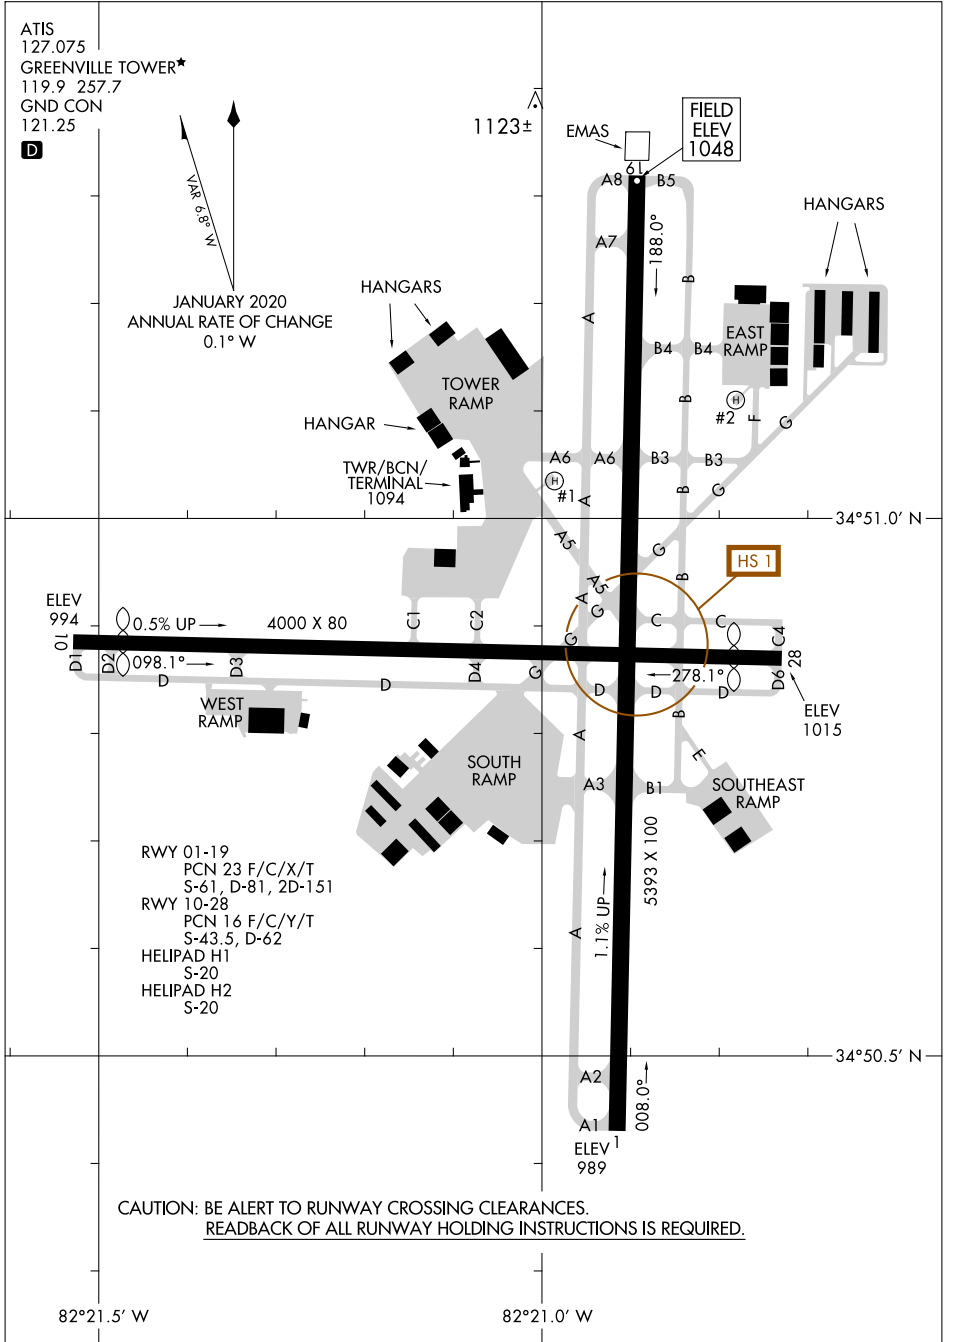 ATIS
127.075
GREENVILLE TOWER★
119.9 257.7
GND CON
121.25
D
VAR 6.8° W
JANUARY 2020
ANNUAL RATE OF CHANGE
0.1° W
1123±
EMAS
FIELD
ELEV
1048
19
A8
B5
A7
188.0°
HANGARS
B
A
HANGARS
EAST
RAMP
B4
B4
TOWER
RAMP
B
H
#2
F
G
HANGAR
A6
A6
B3
B3
TWR/BCN/
TERMINAL
1094
H
#1
A
B
G
34°51.0' N
A5
G
HS 1
A5
B
ELEV
994
A
G
C
C
10
0.5% UP
4000 X 80
C1
C2
G
C4
28
D1
D2
098.1°
D3
D4
G
278.1°
D6
D
D
D
D
D
ELEV
1015
WEST
RAMP
B
A
E
SOUTH
RAMP
A3
B1
SOUTHEAST
RAMP
5393 X 100
RWY 01-19
PCN 23 F/C/X/T
S-61, D-81, 2D-151
RWY 10-28
PCN 16 F/C/Y/T
S-43.5, D-62
HELIPAD H1
S-20
HELIPAD H2
S-20
A
1.1% UP
34°50.5' N
A2
008.0°
A1
1
ELEV
989
CAUTION: BE ALERT TO RUNWAY CROSSING CLEARANCES.
READBACK OF ALL RUNWAY HOLDING INSTRUCTIONS IS REQUIRED.
82°21.5' W
82°21.0' W